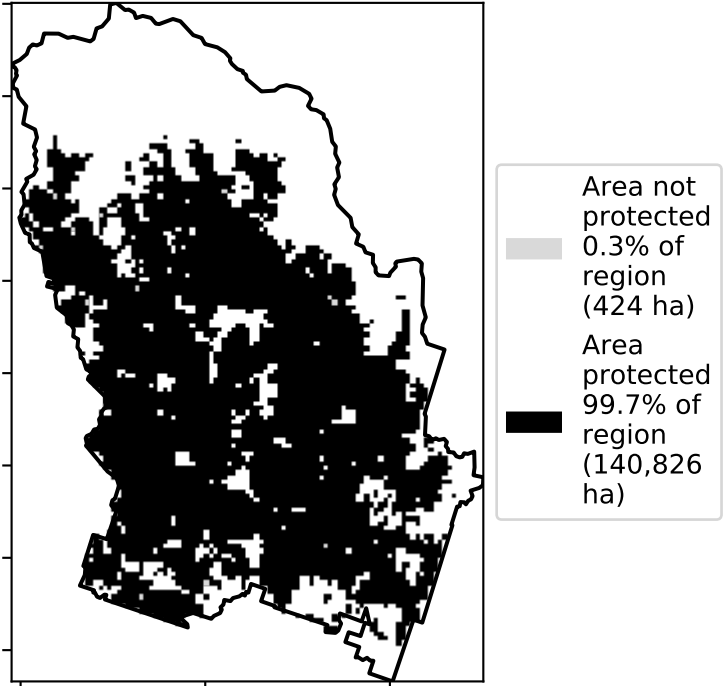 Area not
protected
0.3% of
region
(424 ha)
Area
protected
99.7% of
region
(140,826
ha)